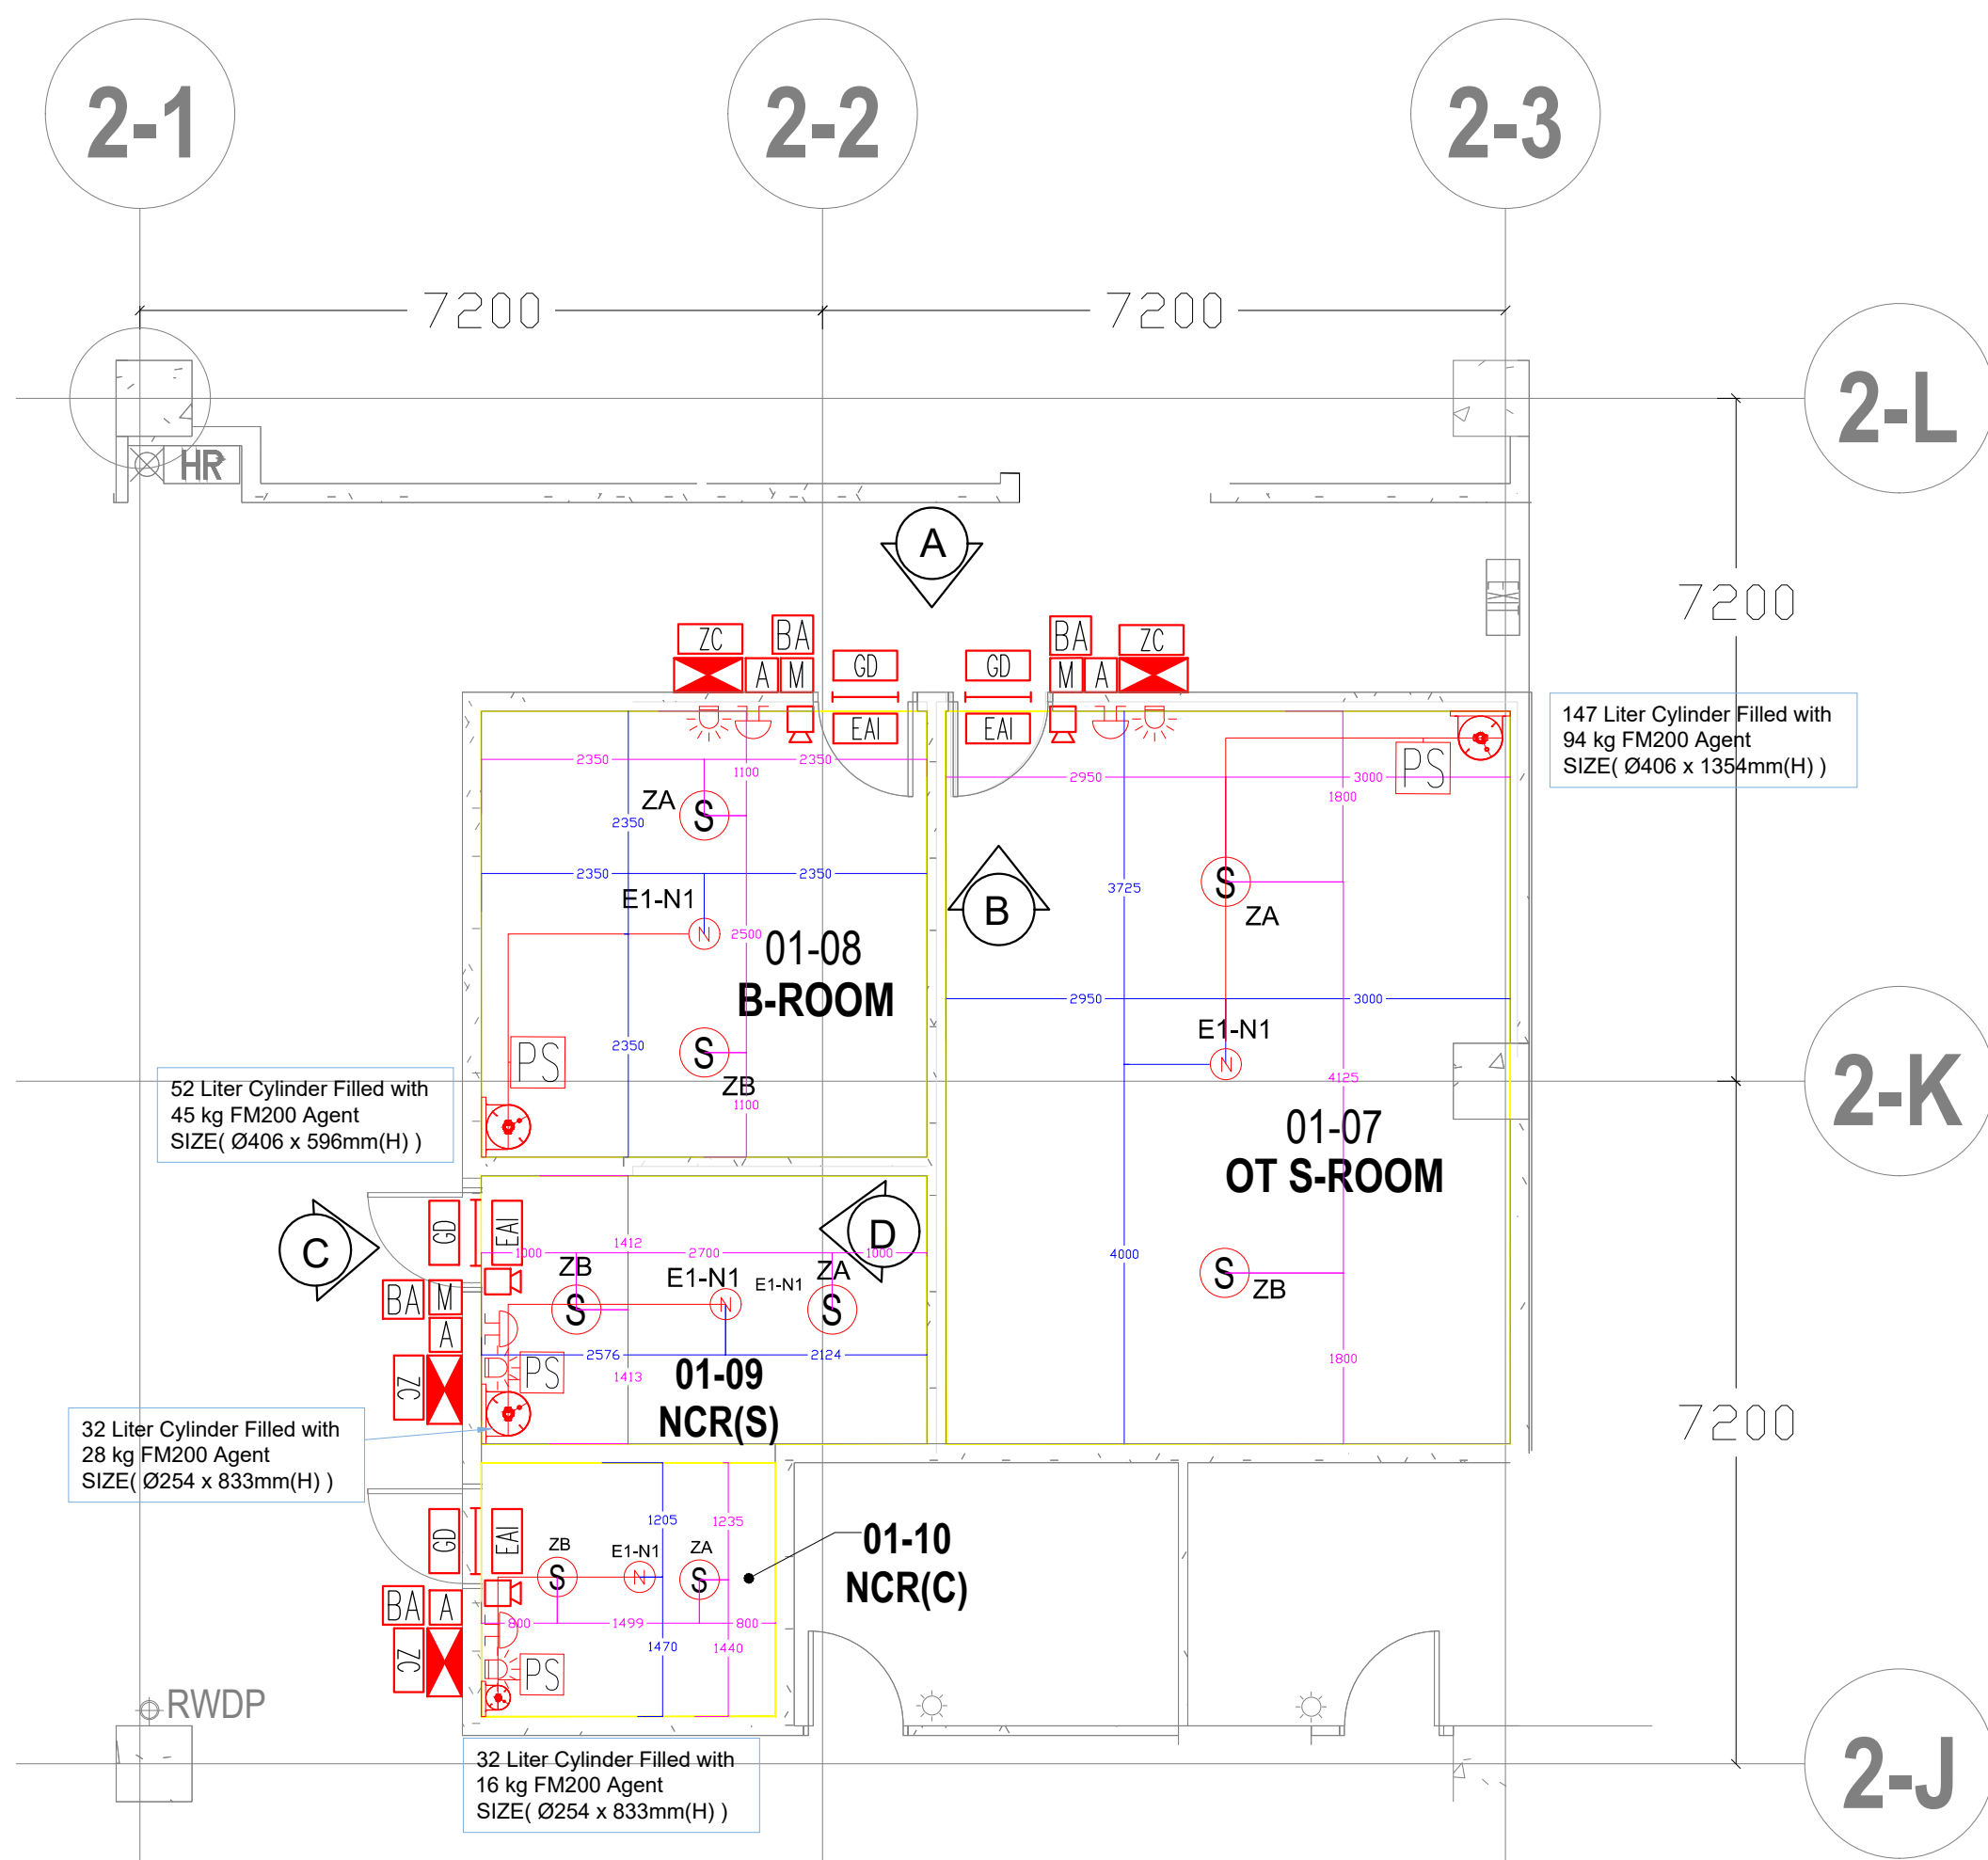 2-1
2-2
2-3
7200
7200
2-L
HR
A
7200
ZC
BA
GD
GD
BA
ZC
A
M
M
A
EAI
EAI
147 Liter Cylinder Filled with
94 kg FM200 Agent
SIZE( Ø406 x 1354mm(H) )
PS
2350
2350
1100
2950
3000
1800
ZA
S
2350
2350
2350
S
ZA
3725
B
E1-N1
N
2500
01-08
B-ROOM
2950
3000
E1-N1
N
2350
PS
S
ZB
1100
4125
2-K
52 Liter Cylinder Filled with
45 kg FM200 Agent
SIZE( Ø406 x 596mm(H) )
01-07
OT S-ROOM
GD
EAI
C
D
1412
1000
2700
1000
4000
ZB
E1-N1
E1-N1
ZA
S
N
S
S
ZB
BA
M
A
ZC
PS
2576
2124
1413
1800
01-09
NCR(S)
7200
32 Liter Cylinder Filled with
28 kg FM200 Agent
SIZE( Ø254 x 833mm(H) )
GD
EAI
1205
1235
ZB
E1-N1
ZA
S
N
S
01-10
NCR(C)
BA
A
ZC
800
1499
800
1470
1440
PS
RWDP
2-J
32 Liter Cylinder Filled with
16 kg FM200 Agent
SIZE( Ø254 x 833mm(H) )